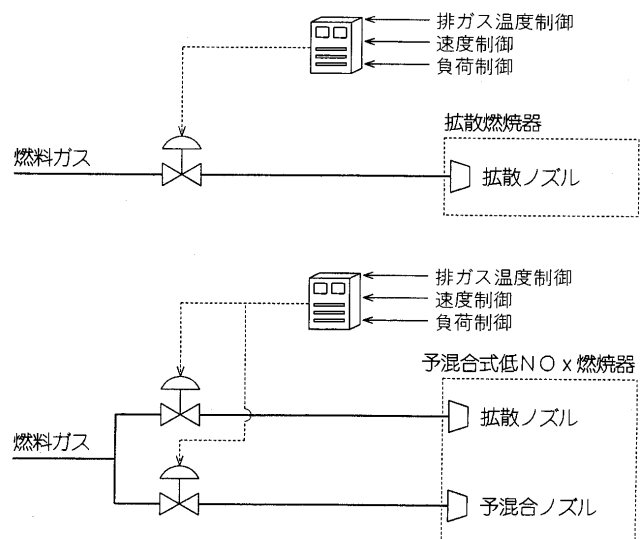 排ガス温度制御
速度制御
負荷制御
拡散燃焼器
燃料ガス
拡散ノズル
排ガス温度制御
速度制御
負荷制御
予混合式低NOx燃焼器
拡散ノズル
燃料ガス
予混合ノズル